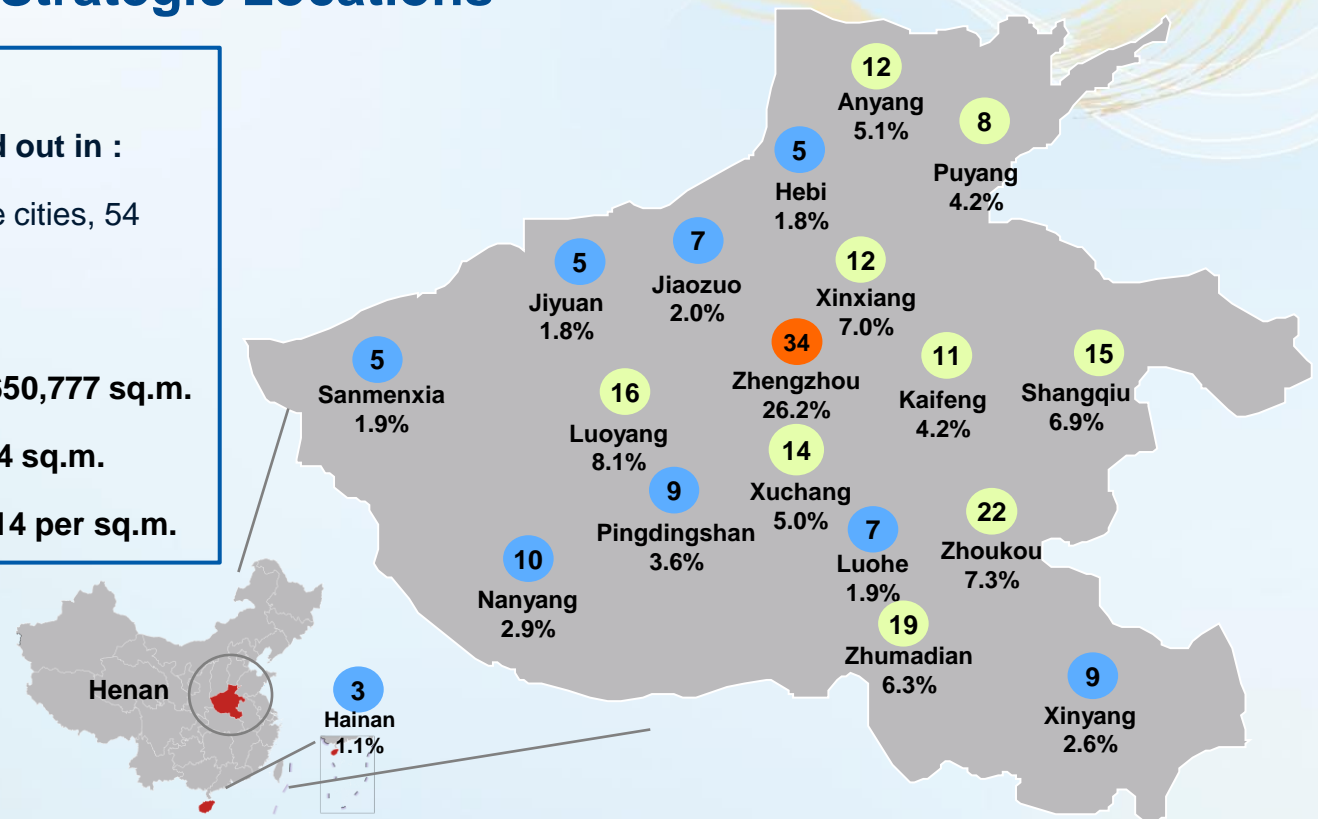 Strategic Locations
d out in :
e cities, 54
650,777 sq.m.
4 sq.m.
14 per sq.m.
12
Anyang
5.1%
8
Puyang
4.2%
5
Hebi
1.8%
7
Jiaozuo
2.0%
5
Jiyuan
1.8%
12
Xinxiang
7.0%
5
Sanmenxia
1.9%
34
Zhengzhou
26.2%
11
Kaifeng
4.2%
15
Shangqiu
6.9%
16
Luoyang
8.1%
14
Xuchang
5.0%
9
Pingdingshan
3.6%
7
Luohe
1.9%
22
Zhoukou
7.3%
10
Nanyang
2.9%
19
Zhumadian
6.3%
9
Xinyang
2.6%
Henan
3
Hainan
1.1%